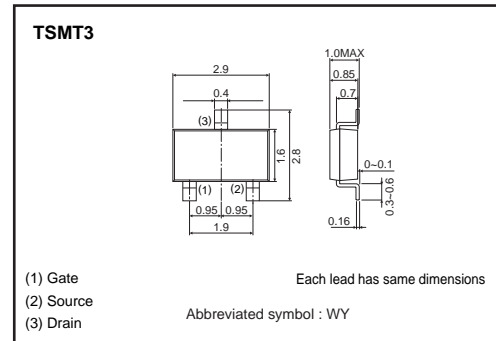 TSMT3
1.0MAX
0.85
0.7
2.9
0.4
(3)
1.6
2.8
(1)
(2)
0~0.1
0.3~0.6
0.95
0.95
0.16
1.9
(1) Gate
Each lead has same dimensions
(2) Source
(3) Drain
Abbreviated symbol : WY